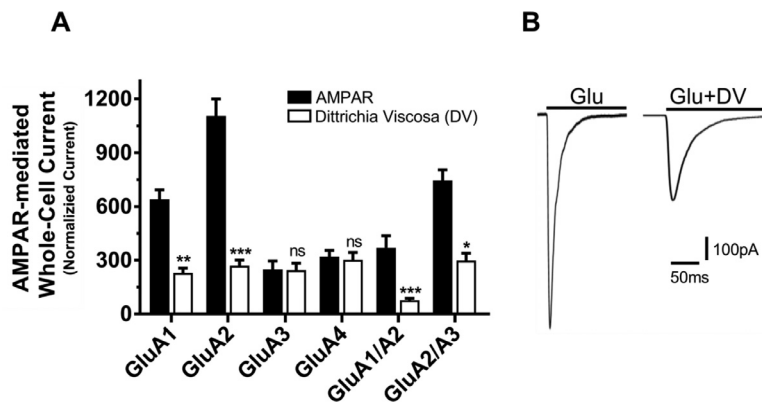 A
B
AMPAR-mediated
Whole-Cell Current
(Normalizied Current)
1200
900
600
300
0
AMPAR
Dittrichia Viscosa (DV)
**
***
ns
ns
***
*
GluA1
GluA2
GluA3
GluA4
GluA1/A2
GluA2/A3
Glu
Glu+DV
100pA
50ms